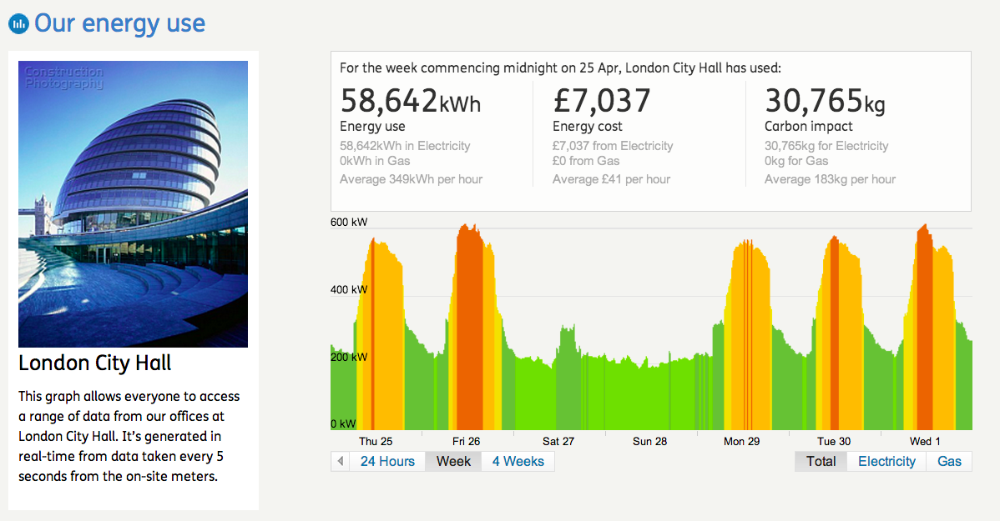 Our energy use
Construction
Photography
London City Hall
This graph allows everyone to access
a range of data from our offices at
London City Hall. It's generated in
real-time from data taken every 5
seconds from the on-site meters.
For the week commencing midnight on 25 Apr, London City Hall has used:
58,642kWh
Energy use
58,642kWh in Electricity
0kWh in Gas
Average 349kWh per hour
£7,037
Energy cost
£7,037 from Electricity
£0 from Gas
Average £41 per hour
30,765kg
Carbon impact
30,765kg for Electricity
0kg for Gas
Average 183kg per hour
600 kW
400 kW
200 kW
0 kW
Thu 25 Fri 26 Sat 27 Sun 28 Mon 29 Tue 30 Wed 1
24 Hours Week 4 Weeks Total Electricity Gas